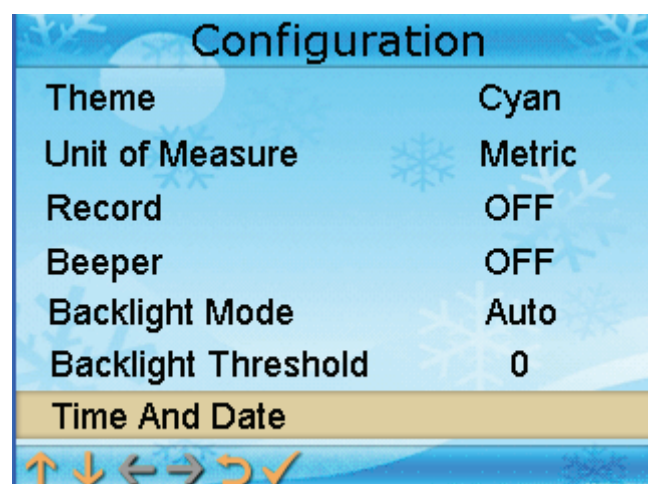 Configuration
Theme Cyan
Unit of Measure Metric
Record OFF
Beeper OFF
Backlight Mode Auto
Backlight Threshold 0
Time And Date